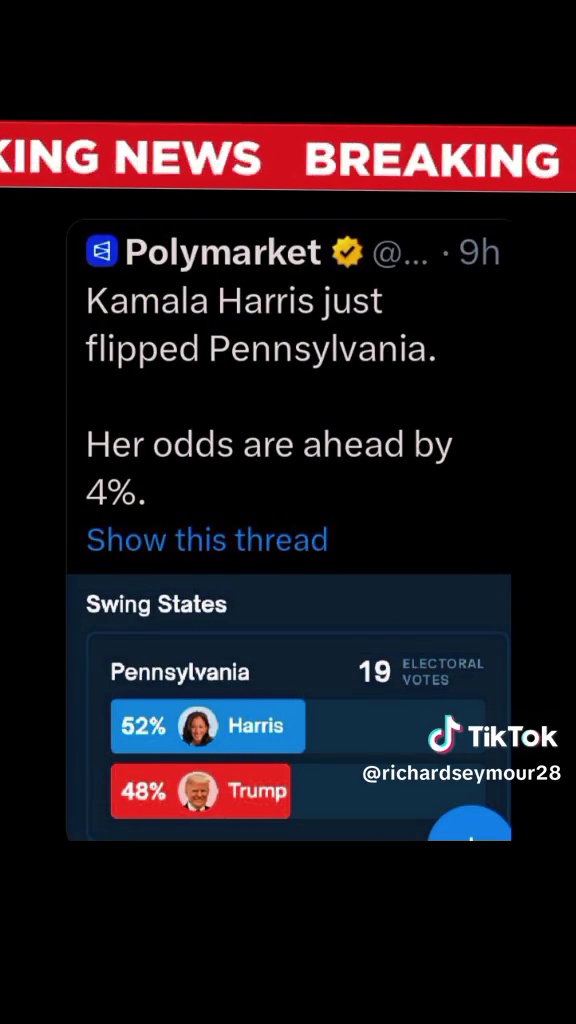 KING NEWS BREAKING
Polymarket @... · 9h
Kamala Harris just
flipped Pennsylvania.
Her odds are ahead by
4%.
Show this thread
Swing States
Pennsylvania 19 ELECTORAL
VOTES
52% Harris
48% Trump
TikTok
@richardseymour28